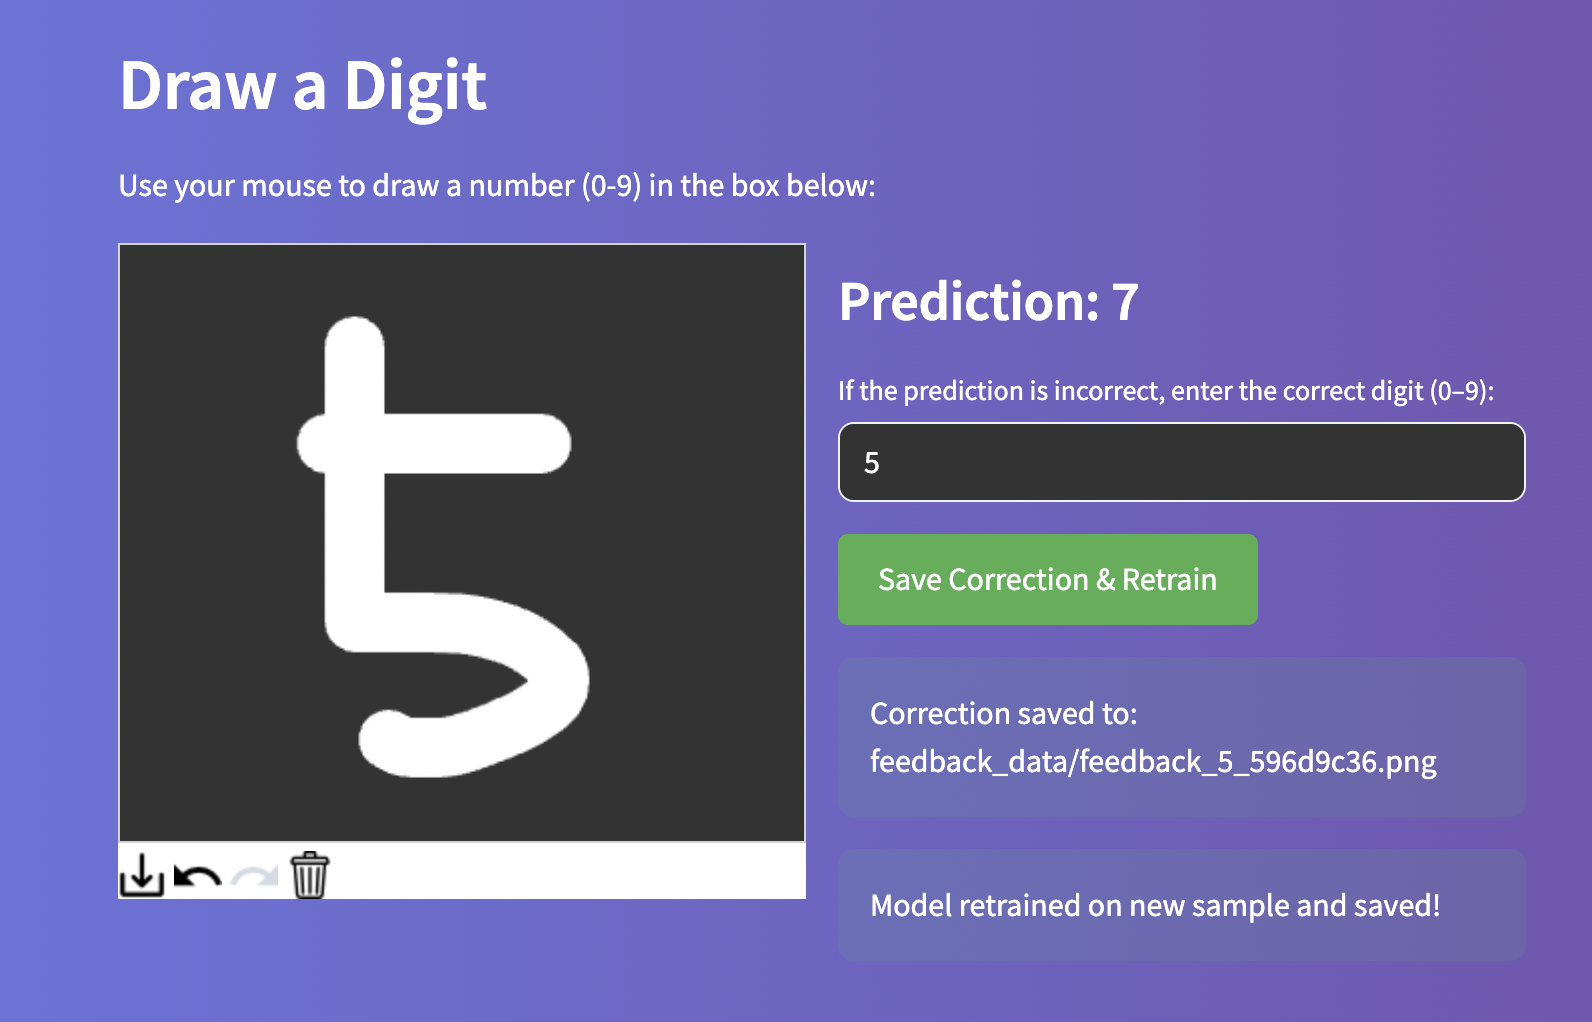 Draw a Digit
Use your mouse to draw a number (0-9) in the box below:
5
Prediction: 7
If the prediction is incorrect, enter the correct digit (0–9):
5
Save Correction & Retrain
Correction saved to:
feedback_data/feedback_5_596d9c36.png
Model retrained on new sample and saved!